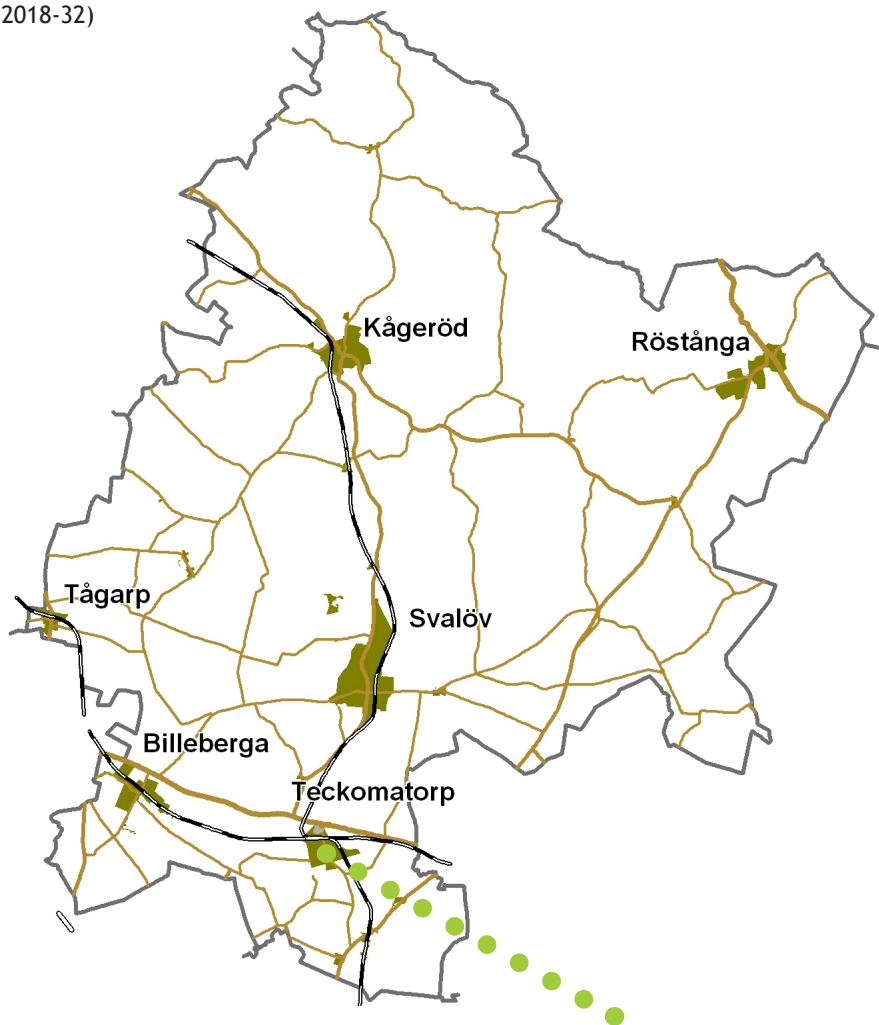 2018-32)
Kågeröd
Röstånga
Tågarp
Svalöv
Billeberga
Teckomatorp